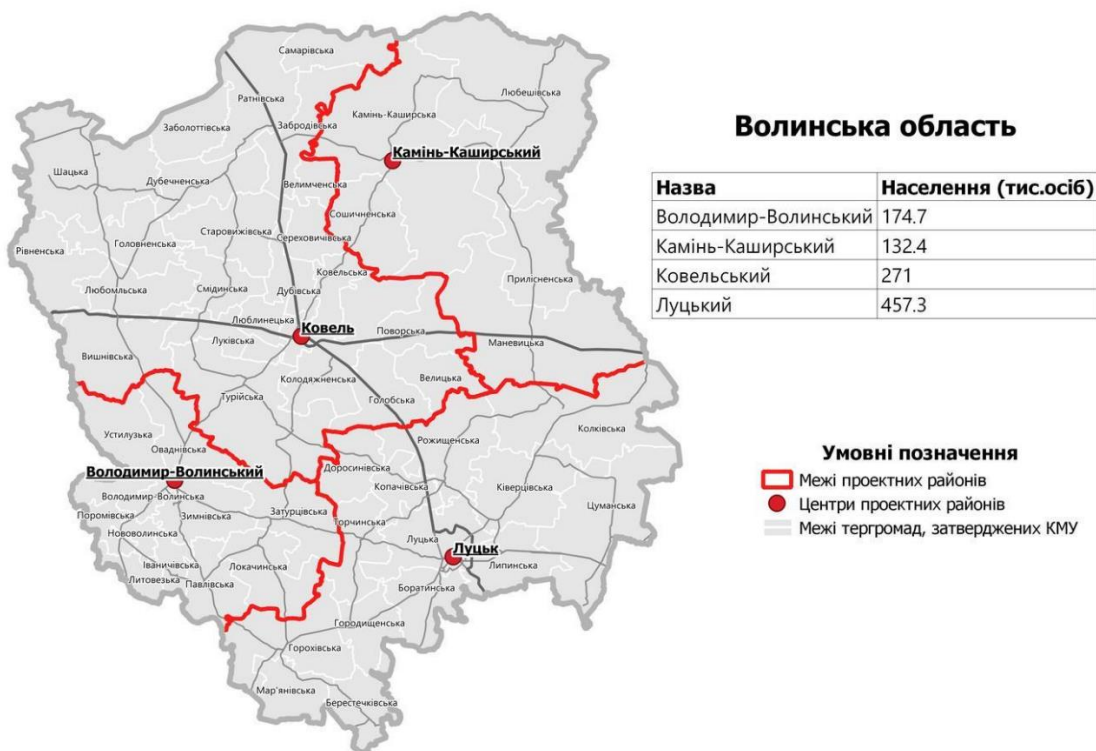 Самарівська
Любешівська
Ратнівська
Камінь-Каширська
Заболоттівська
Забродівська
Камінь-Каширський
Шацька
Дубечненська
Велимченська
Сошичненська
Рівненська
Головненська
Старовижівська
Сереховичівська
Ковельська
Прилісненська
Любомльська
Смідинська
Дубівська
Люблинецька
Ковель
Луківська
Поворська
Маневицька
Вишнівська
Колодяжненська
Велицька
Турійська
Голобська
Устилузька
Рожищенська
Колківська
Оваднівська
Володимир-Волинський
Доросинівська
Володимир-Волинська
Копачівська
Ківерцівська
Поромівська
Зимнівська
Затурцівська
Торчинська
Цуманська
Нововолинська
Луцька
Луцьк
Іваничівська
Локачинська
Липинська
Литовезька
Павлівська
Боратинська
Городищенська
Горохівська
Мар'янівська
Берестечківська
Волинська область
Назва Населення (тис.осіб)
Володимир-Волинський 174.7
Камінь-Каширський 132.4
Ковельський 271
Луцький 457.3
Умовні позначення
Межі проектних районів
Центри проектних районів
Межі тергромад, затверджених КМУ